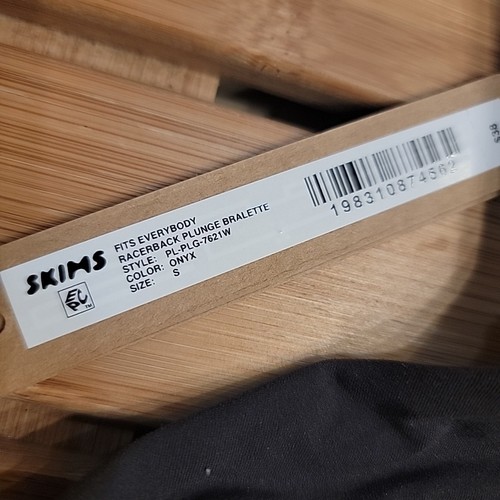 SKIMS
FITS EVERYBODY
RACERBACK PLUNGE BRALETTE
STYLE: PL-PLG-7621W
COLOR: ONYX
SIZE: S
198310874562